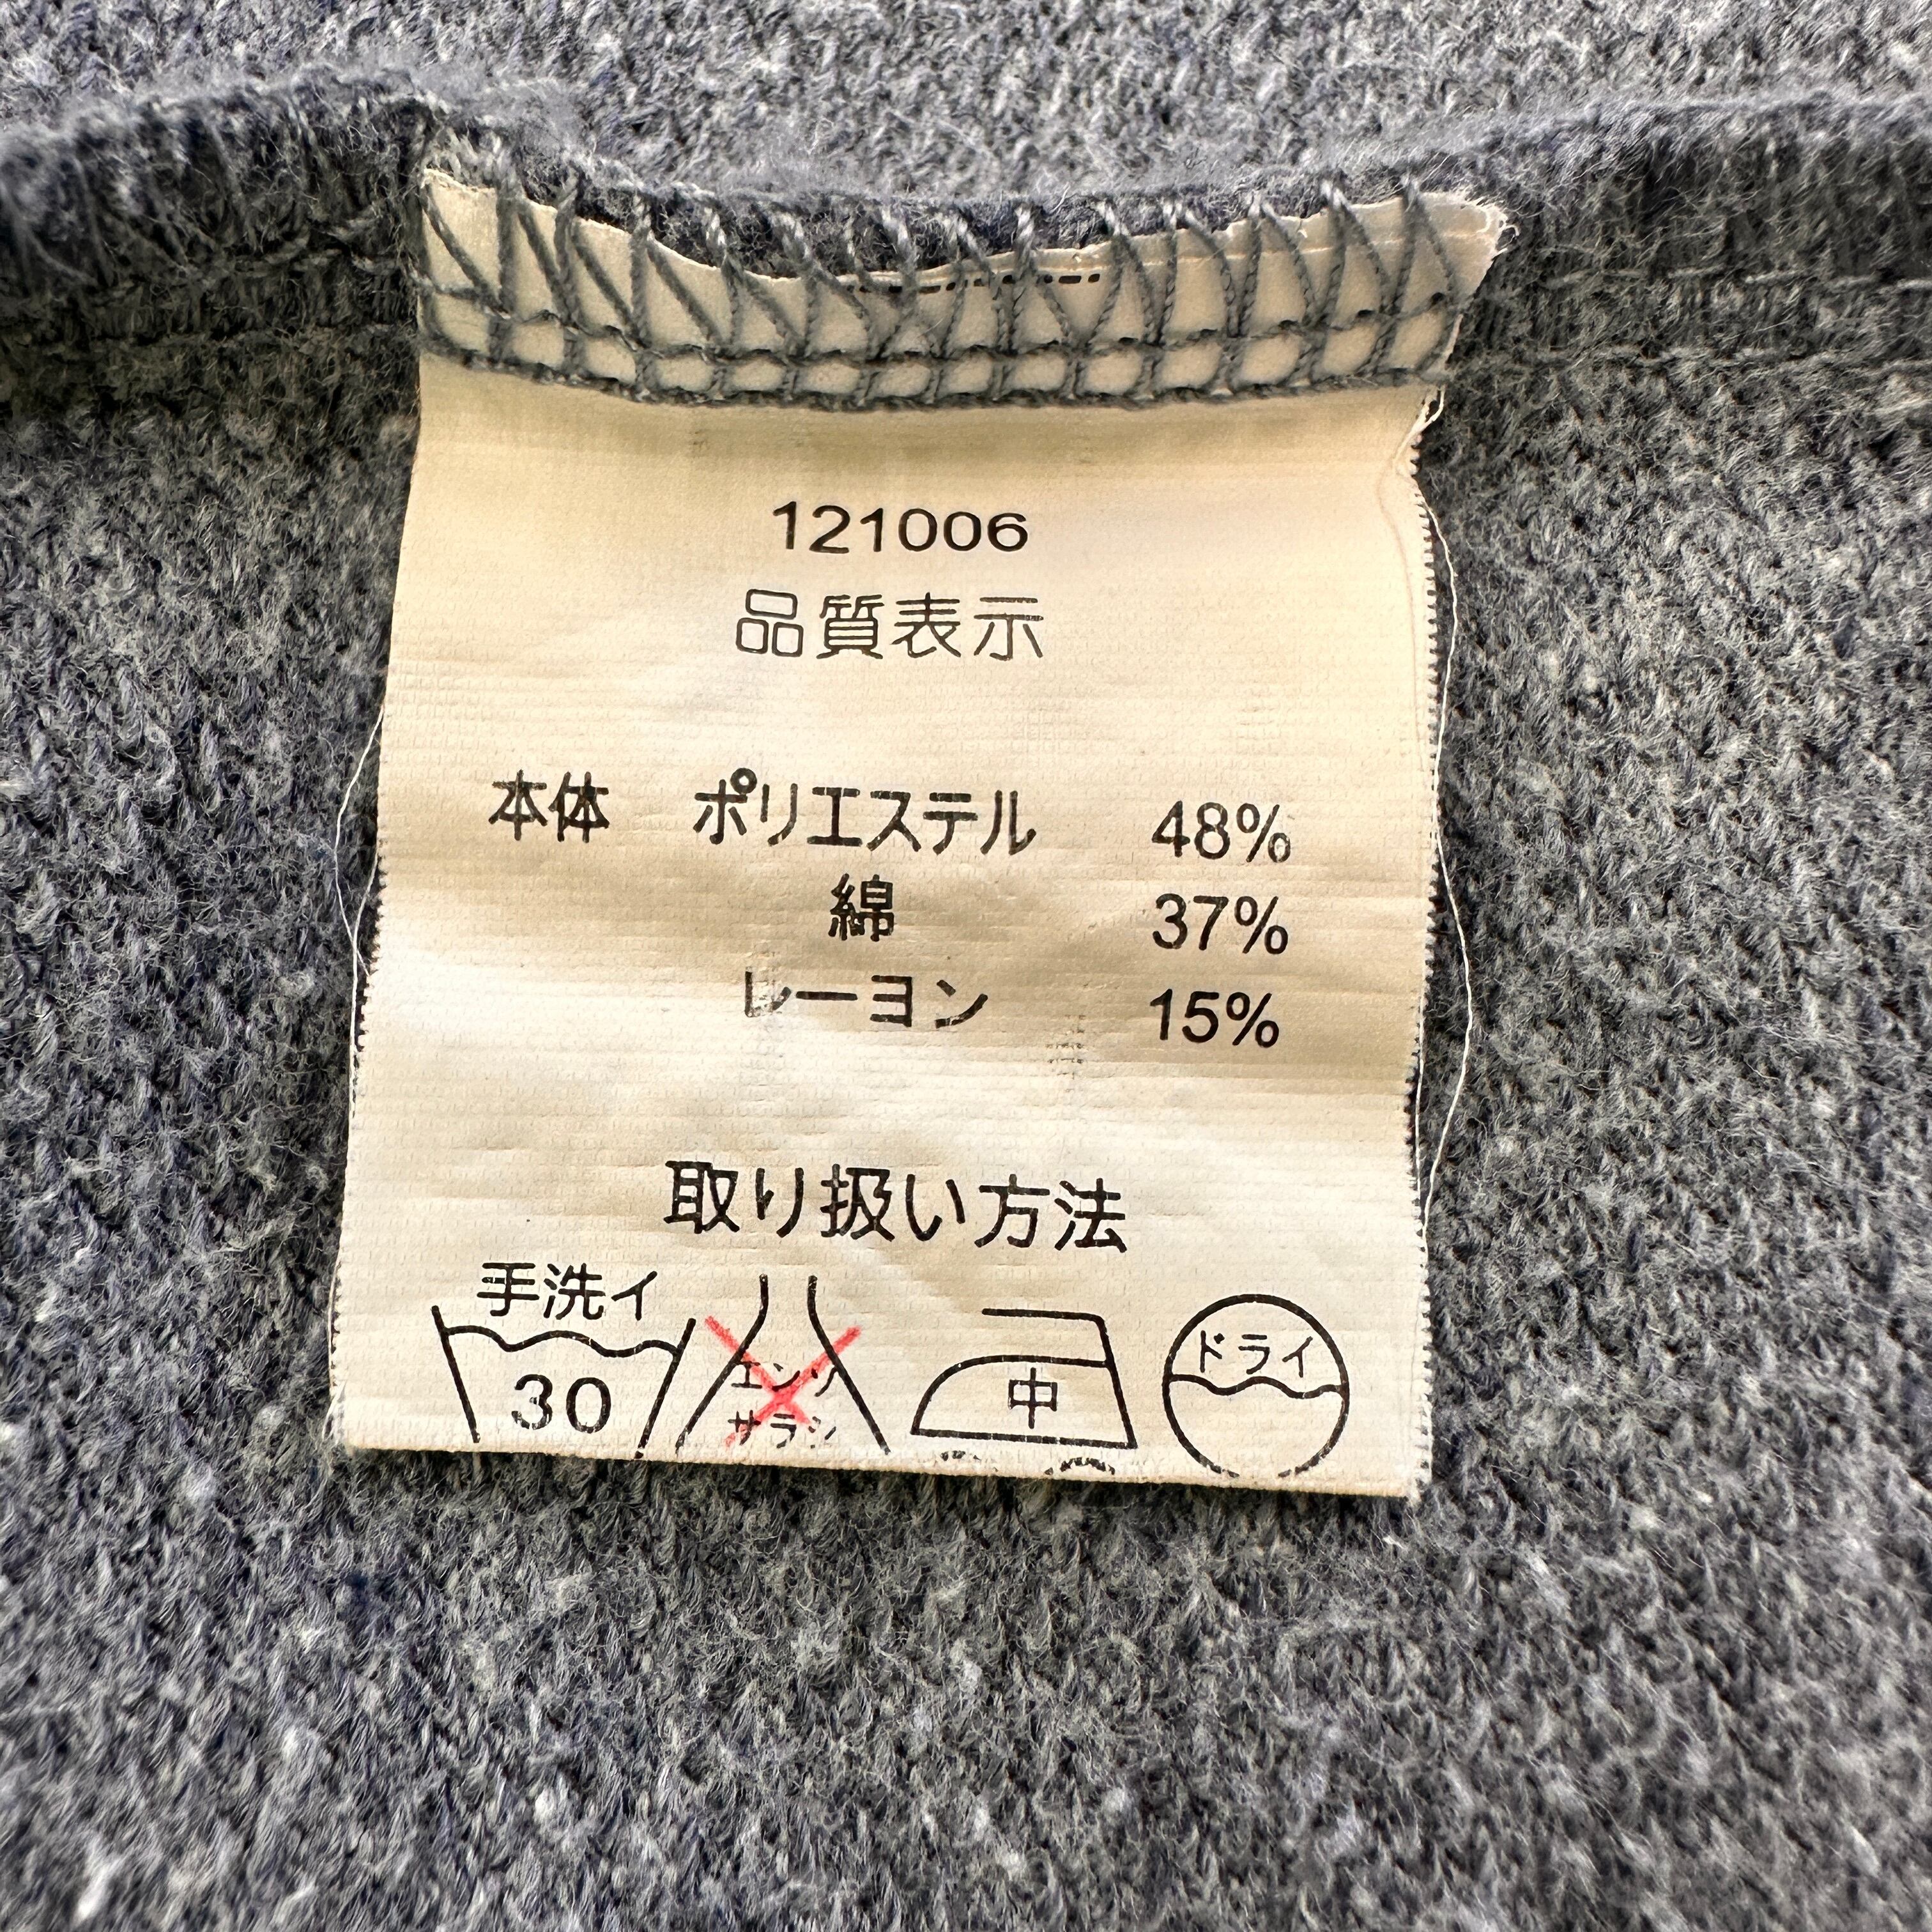 121006
品質表示
本体 ポリエステル 48%
綿 37%
レーヨン 15%
取り扱い方法
手洗イ
30
エンソ
サラシ
中
ドライ